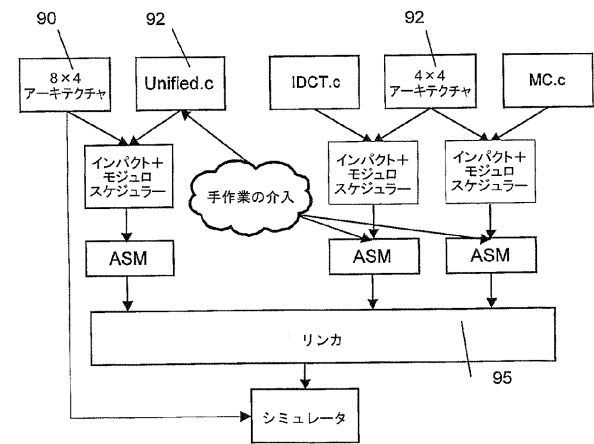 90
92
92
8×4
アーキテクチャ
Unified.c
IDCT.c
4×4
アーキテクチャ
MC.c
インパクト+
モジュロ
スケジュラー
手作業の介入
インパクト+
モジュロ
スケジュラー
インパクト+
モジュロ
スケジュラー
ASM
ASM
ASM
リンカ
95
シミュレータ